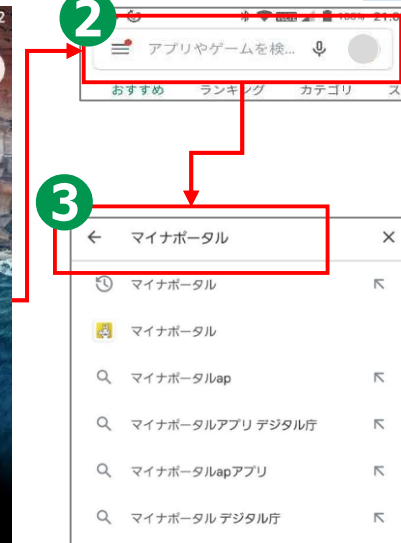 2
2
100% 21:0
アプリやゲームを検...
おすすめ ランキング カテゴリ
3
マイナポータル
マイナポータル
マイナポータル
マイナポータルap
マイナポータルアプリ デジタル庁
マイナポータルapアプリ
マイナポータル デジタル庁